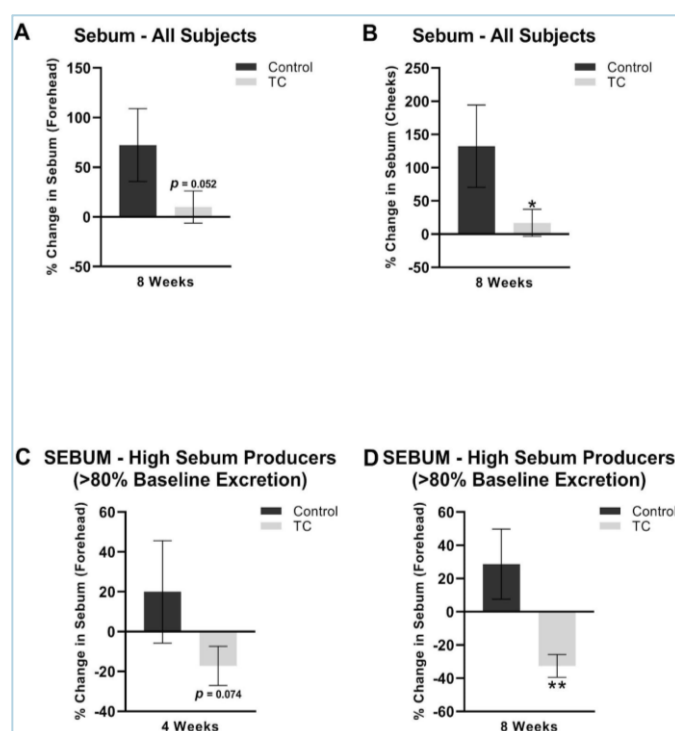 A Sebum - All Subjects
% Change in Sebum (Forehead)
150
100
50
0
-50
Control
TC
p = 0.052
8 Weeks
B Sebum - All Subjects
% Change in Sebum (Cheeks)
250
200
150
100
50
0
-50
Control
TC
*
8 Weeks
C SEBUM - High Sebum Producers
(>80% Baseline Excretion)
% Change in Sebum (Forehead)
60
40
20
0
-20
-40
Control
TC
p = 0.074
4 Weeks
D SEBUM - High Sebum Producers
(>80% Baseline Excretion)
% Change in Sebum (Forehead)
60
40
20
0
-20
-40
-60
Control
TC
**
8 Weeks